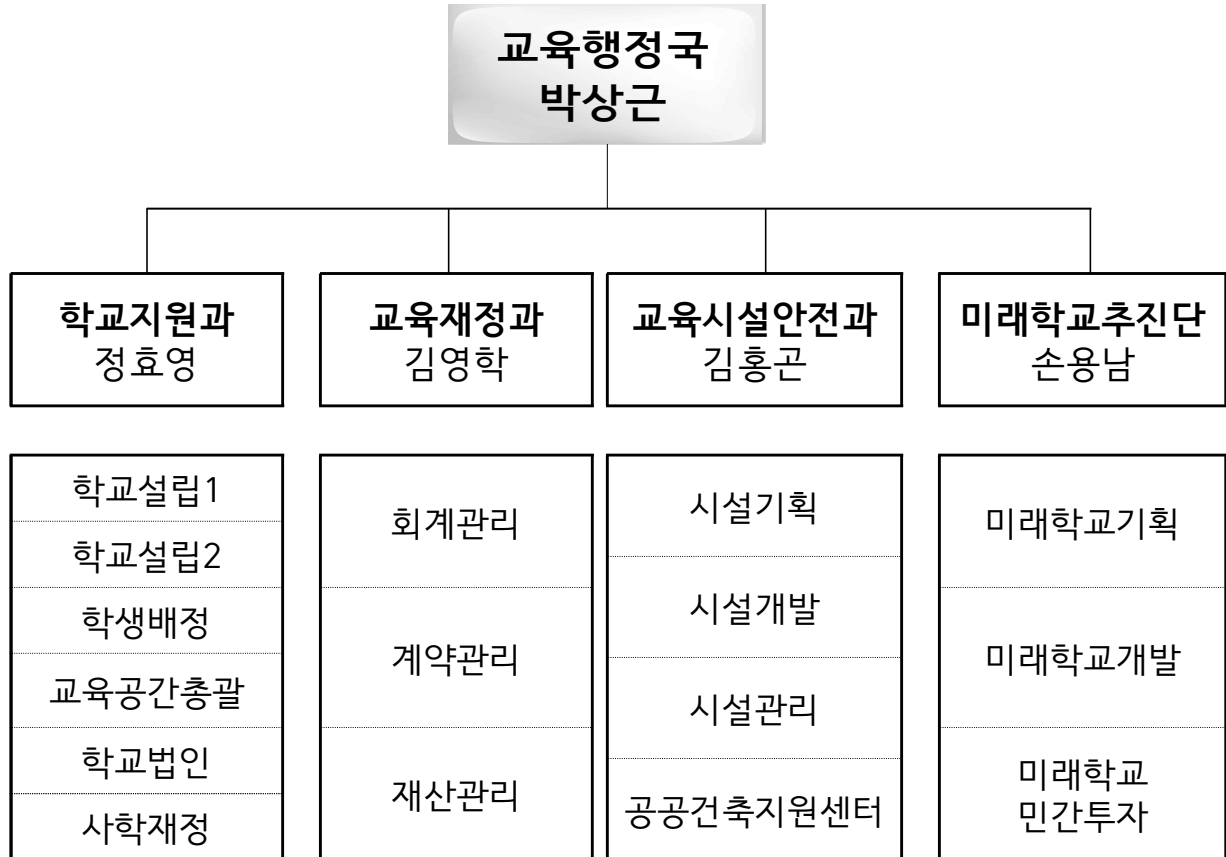 교육행정국
박상근
학교지원과
정효영
교육재정과
김영학
교육시설안전과
김홍곤
미래학교추진단
손용남
학교설립1
학교설립2
학생배정
교육공간총괄
학교법인
사학재정
회계관리
계약관리
재산관리
시설기획
시설개발
시설관리
공공건축지원센터
미래학교기획
미래학교개발
미래학교
민간투자